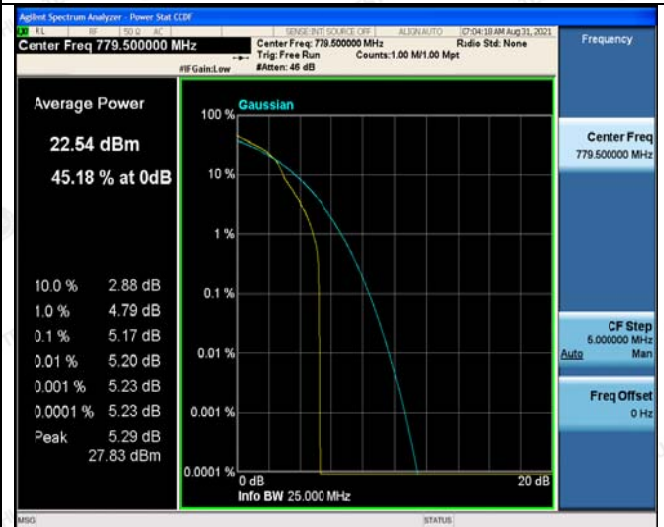 Agilent Spectrum Analyzer - Power Stat CCDF
RL RF 50 Ω AC SENSE:INT SOURCE OFF ALIGN AUTO 07:04:18 AM Aug 31, 2021
Center Freq 779.500000 MHz
Center Freq: 779.500000 MHz Radio Std: None
Trig: Free Run Counts:1.00 M/1.00 Mpt
#IFGain:Low #Atten: 46 dB
Frequency
Average Power
22.54 dBm
45.18 % at 0dB
10.0 % 2.88 dB
1.0 % 4.79 dB
0.1 % 5.17 dB
0.01 % 5.20 dB
0.001 % 5.23 dB
0.0001 % 5.23 dB
Peak 5.29 dB
27.83 dBm
Gaussian
100 %
10 %
1 %
0.1 %
0.01 %
0.001 %
0.0001 %
0 dB 20 dB
Info BW 25.000 MHz
Center Freq
779.500000 MHz
CF Step
5.000000 MHz
Auto Man
Freq Offset
0 Hz
MSG STATUS